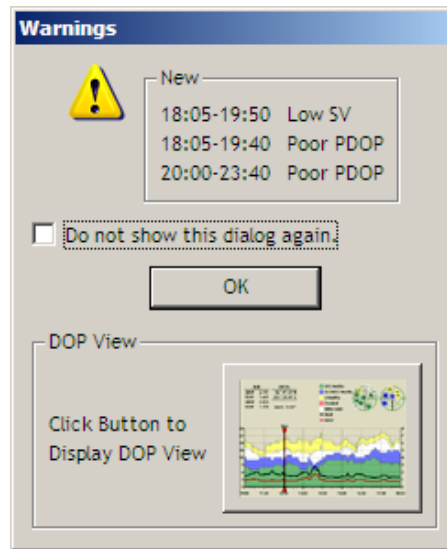 Warnings
New
18:05-19:50 Low SV
18:05-19:40 Poor PDOP
20:00-23:40 Poor PDOP
Do not show this dialog again.
OK
DOP View
Click Button to
Display DOP View